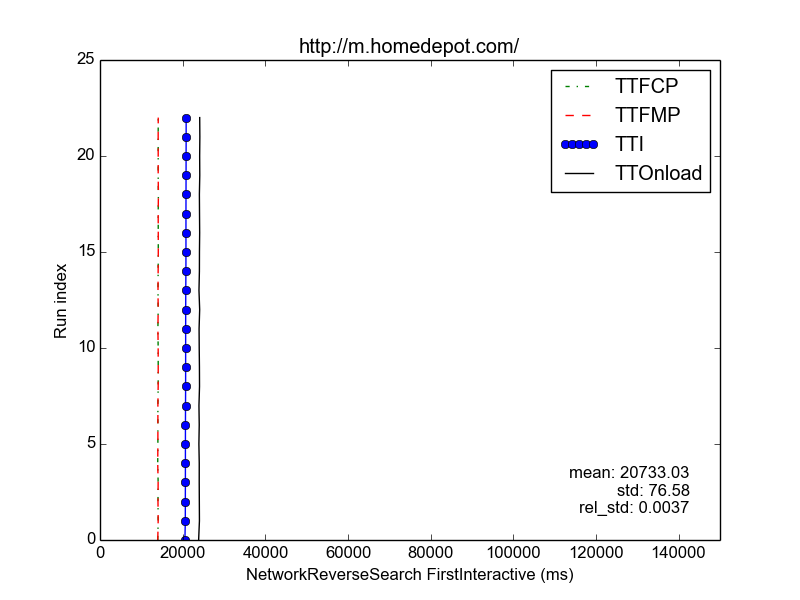 http://m.homedepot.com/
25
20
15
10
5
0
Run index
TTFCP
TTFMP
TTI
TTOnload
mean: 20733.03
std: 76.58
rel_std: 0.0037
0 20000 40000 60000 80000 100000 120000 140000
NetworkReverseSearch FirstInteractive (ms)